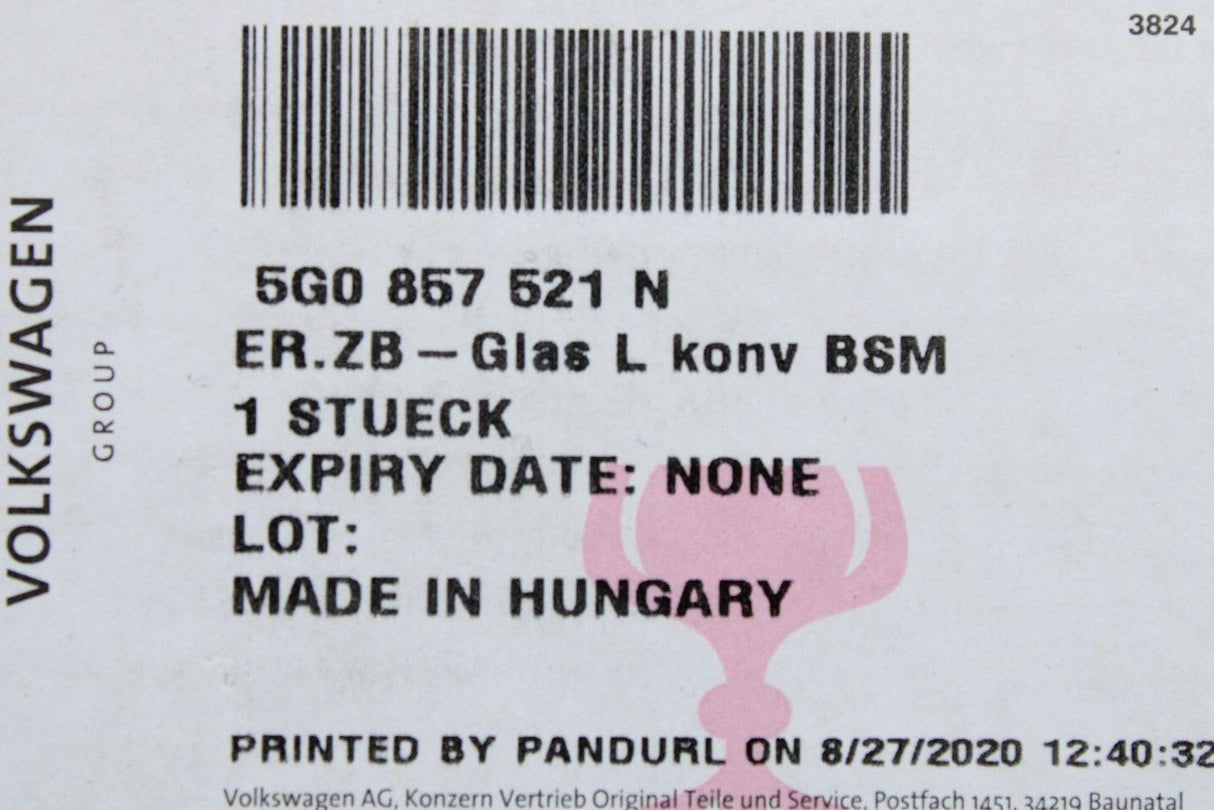 3824
VOLKSWAGEN
GROUP
5G0 857 521 N
ER.ZB – Glas L konv BSM
1 STUECK
EXPIRY DATE: NONE
LOT:
MADE IN HUNGARY
PRINTED BY PANDURL ON 8/27/2020 12:40:32
Volkswagen AG, Konzern Vertrieb Original Teile und Service, Postfach 1451, 34219 Baunatal